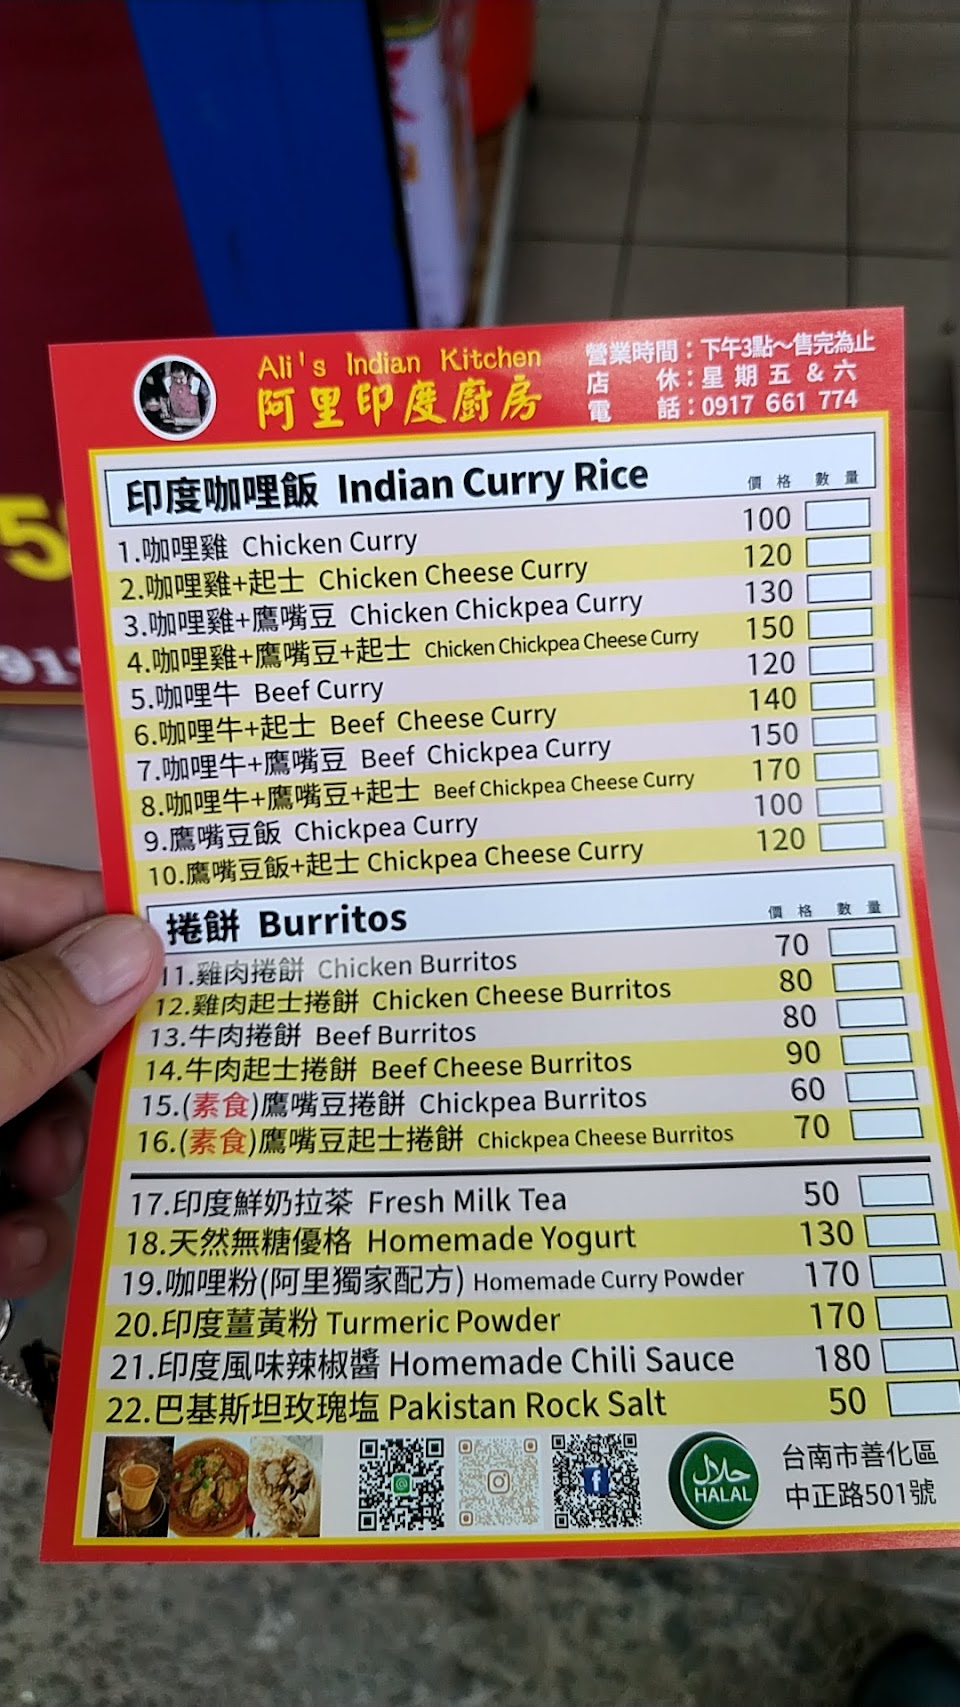 Ali's Indian Kitchen
阿里印度廚房
營業時間：下午3點～售完為止
店 休：星期五 & 六
電 話：0917 661 774
印度咖哩飯 Indian Curry Rice 價格 數量
1.咖哩雞 Chicken Curry 100
2.咖哩雞+起士 Chicken Cheese Curry 120
3.咖哩雞+鷹嘴豆 Chicken Chickpea Curry 130
4.咖哩雞+鷹嘴豆+起士 Chicken Chickpea Cheese Curry 150
5.咖哩牛 Beef Curry 120
6.咖哩牛+起士 Beef Cheese Curry 140
7.咖哩牛+鷹嘴豆 Beef Chickpea Curry 150
8.咖哩牛+鷹嘴豆+起士 Beef Chickpea Cheese Curry 170
9.鷹嘴豆飯 Chickpea Curry 100
10.鷹嘴豆飯+起士 Chickpea Cheese Curry 120
捲餅 Burritos 價格 數量
11.雞肉捲餅 Chicken Burritos 70
12.雞肉起士捲餅 Chicken Cheese Burritos 80
13.牛肉捲餅 Beef Burritos 80
14.牛肉起士捲餅 Beef Cheese Burritos 90
15.(素食)鷹嘴豆捲餅 Chickpea Burritos 60
16.(素食)鷹嘴豆起士捲餅 Chickpea Cheese Burritos 70
17.印度鮮奶拉茶 Fresh Milk Tea 50
18.天然無糖優格 Homemade Yogurt 130
19.咖哩粉(阿里獨家配方) Homemade Curry Powder 170
20.印度薑黃粉 Turmeric Powder 170
21.印度風味辣椒醬 Homemade Chili Sauce 180
22.巴基斯坦玫瑰塩 Pakistan Rock Salt 50
حلال
HALAL
台南市善化區
中正路501號